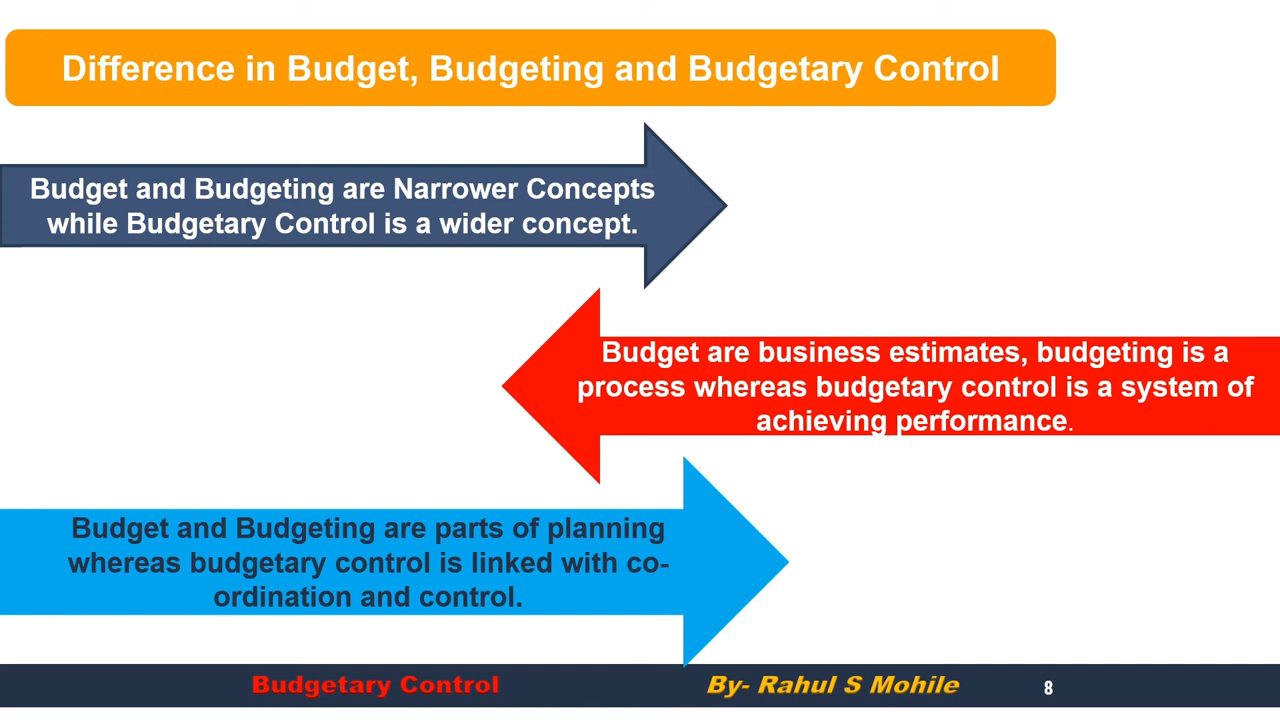 Difference in Budget, Budgeting and Budgetary Control
Budget and Budgeting are Narrower Concepts
while Budgetary Control is a wider concept.
Budget are business estimates, budgeting is a
process whereas budgetary control is a system of
achieving performance.
Budget and Budgeting are parts of planning
whereas budgetary control is linked with co-
ordination and control.
Budgetary Control
By- Rahul S Mohile
8